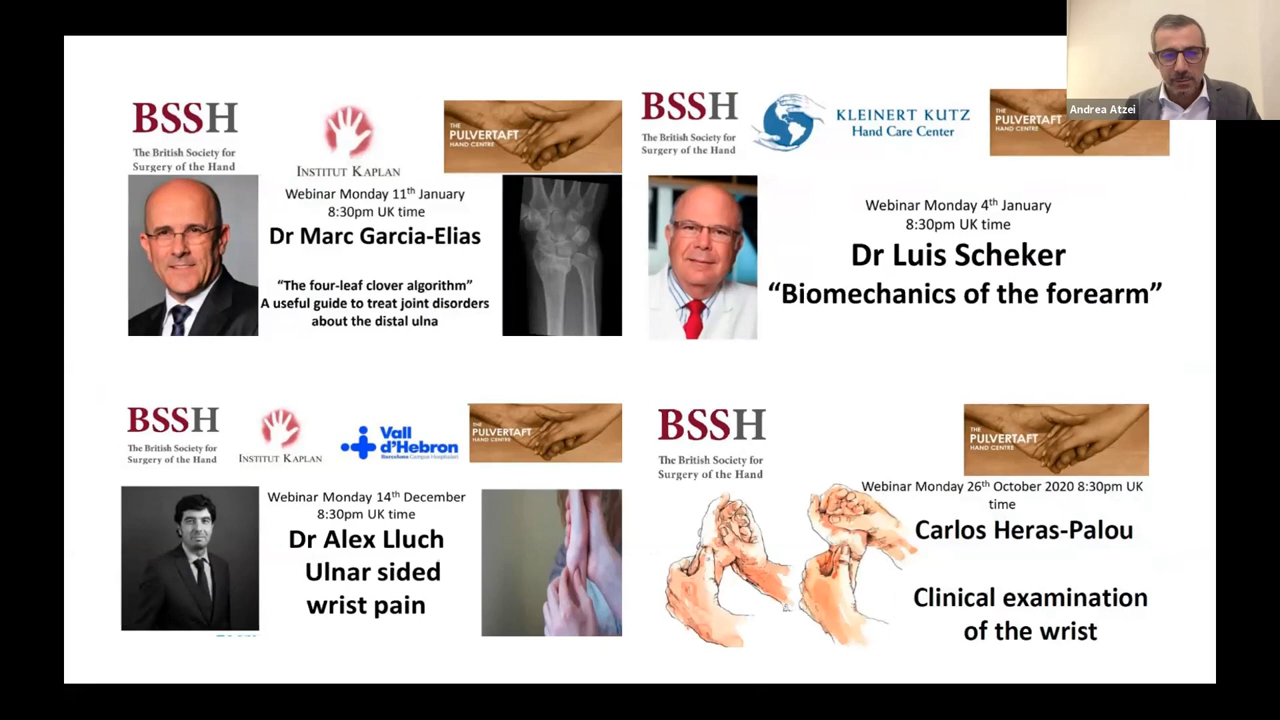 BSSH
The British Society for
Surgery of the Hand
INSTITUT KAPLAN
THE
PULVERTAFT
HAND CENTRE
Webinar Monday 11th January
8:30pm UK time
Dr Marc Garcia-Elias
“The four-leaf clover algorithm”
A useful guide to treat joint disorders
about the distal ulna
BSSH
The British Society for
Surgery of the Hand
KLEINERT KUTZ
Hand Care Center
THE
PULVERTAFT
HAND CENTRE
Andrea Atzei
Webinar Monday 4th January
8:30pm UK time
Dr Luis Scheker
“Biomechanics of the forearm”
BSSH
The British Society for
Surgery of the Hand
INSTITUT KAPLAN
Vall
d’Hebron
Barcelona Campus Hospitalari
THE
PULVERTAFT
HAND CENTRE
Webinar Monday 14th December
8:30pm UK time
Dr Alex Lluch
Ulnar sided
wrist pain
BSSH
The British Society for
Surgery of the Hand
THE
PULVERTAFT
HAND CENTRE
Webinar Monday 26th October 2020 8:30pm UK
time
Carlos Heras-Palou
Clinical examination
of the wrist